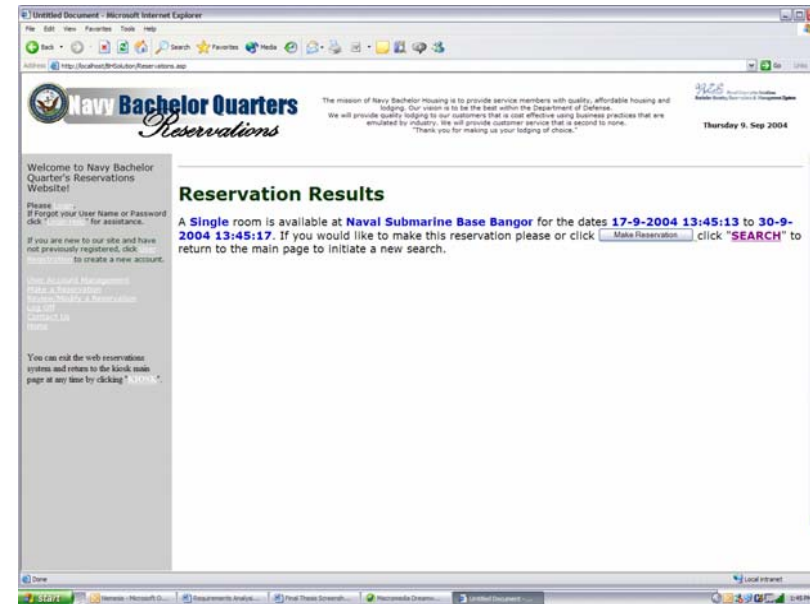 Untitled Document - Microsoft Internet Explorer
File Edit View Favorites Tools Help
Back Search Favorites Media
Address http://localhost/BHSolution/Reservations.asp Go Links
Navy Bachelor Quarters
Reservations
The mission of Navy Bachelor Housing is to provide service members with quality, affordable housing and
lodging. Our vision is to be the best within the Department of Defense.
We will provide quality lodging to our customers that is cost effective using business practices that are
emulated by industry. We will provide customer service that is second to none.
"Thank you for making us your lodging of choice."
Thursday 9. Sep 2004
Welcome to Navy Bachelor
Quarter's Reservations
Website!
Please
If Forgot your User Name or Password
click " " for assistance.
If you are new to our site and have
not previously registered, click User
Registration to create a new account.
User Account Management
Make a Reservation
Review/Modify a Reservation
Log Off
Contact Us
Home
You can exit the web reservations
system and return to the kiosk main
page at any time by clicking "KIOSK".
Reservation Results
A Single room is available at Naval Submarine Base Bangor for the dates 17-9-2004 13:45:13 to 30-9-
2004 13:45:17. If you would like to make this reservation please or click Make Reservation click "SEARCH" to
return to the main page to initiate a new search.
Done Local intranet
start Nemesis - Microsoft O... Requirements Analysi... Final Thesis Screensh... Macromedia Dreamw... Untitled Document - ...